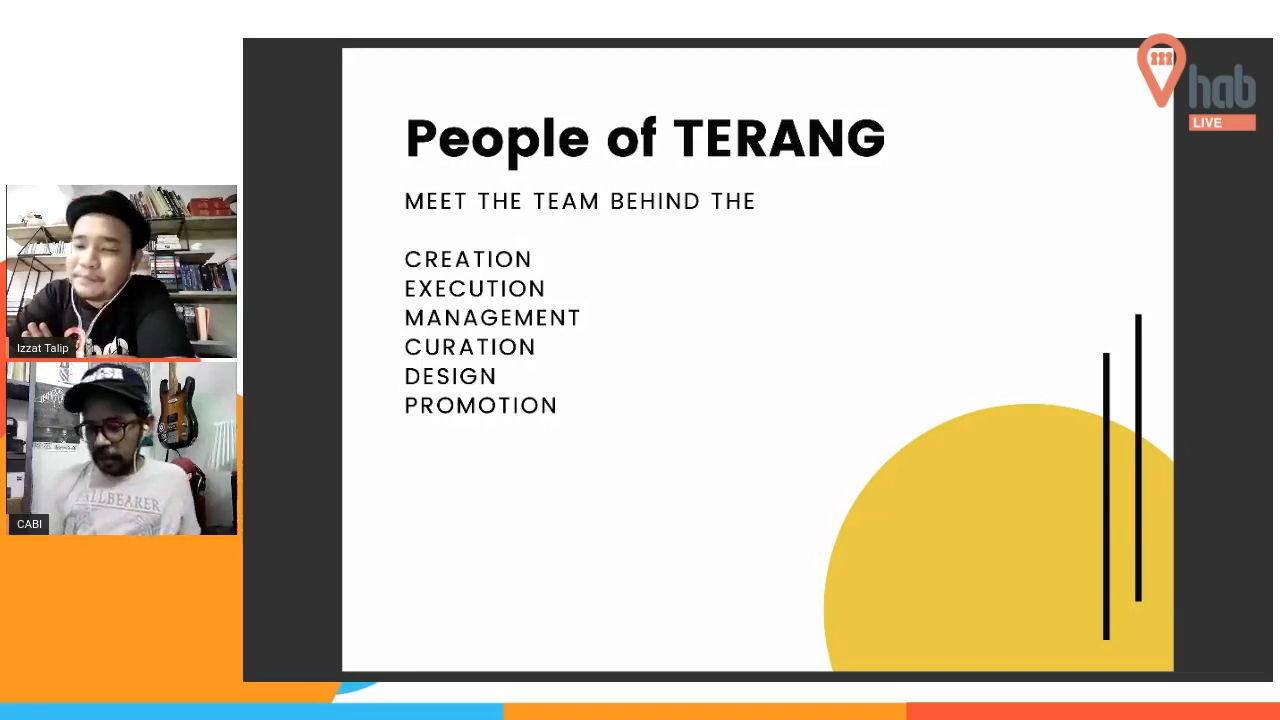 People of TERANG
MEET THE TEAM BEHIND THE
CREATION
EXECUTION
MANAGEMENT
CURATION
DESIGN
PROMOTION
hab
LIVE
Izzat Talip
CABI